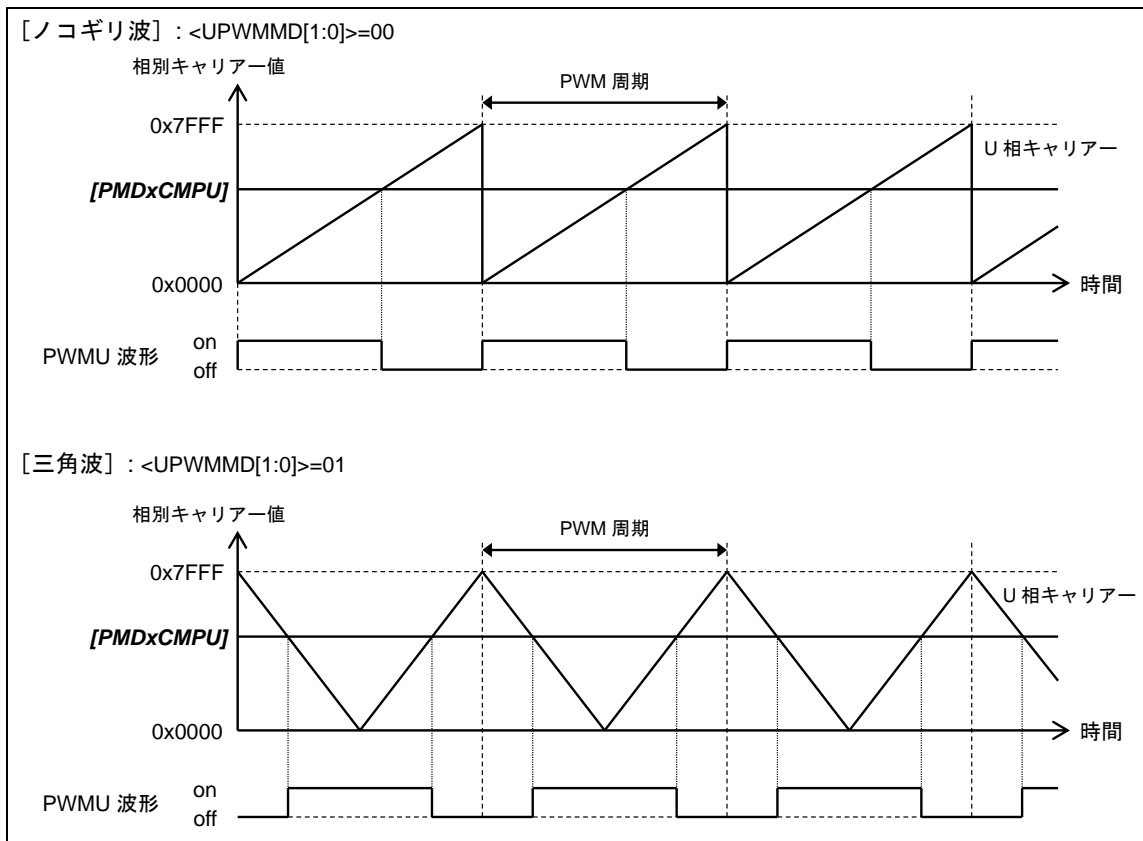 ［ノコギリ波］: <UPWMMD[1:0]>=00
相別キャリアー値
PWM 周期
0x7FFF
U 相キャリアー
[PMDxCMPU]
0x0000
時間
PWMU 波形
on
off
［三角波］: <UPWMMD[1:0]>=01
相別キャリアー値
PWM 周期
0x7FFF
U 相キャリアー
[PMDxCMPU]
0x0000
時間
PWMU 波形
on
off